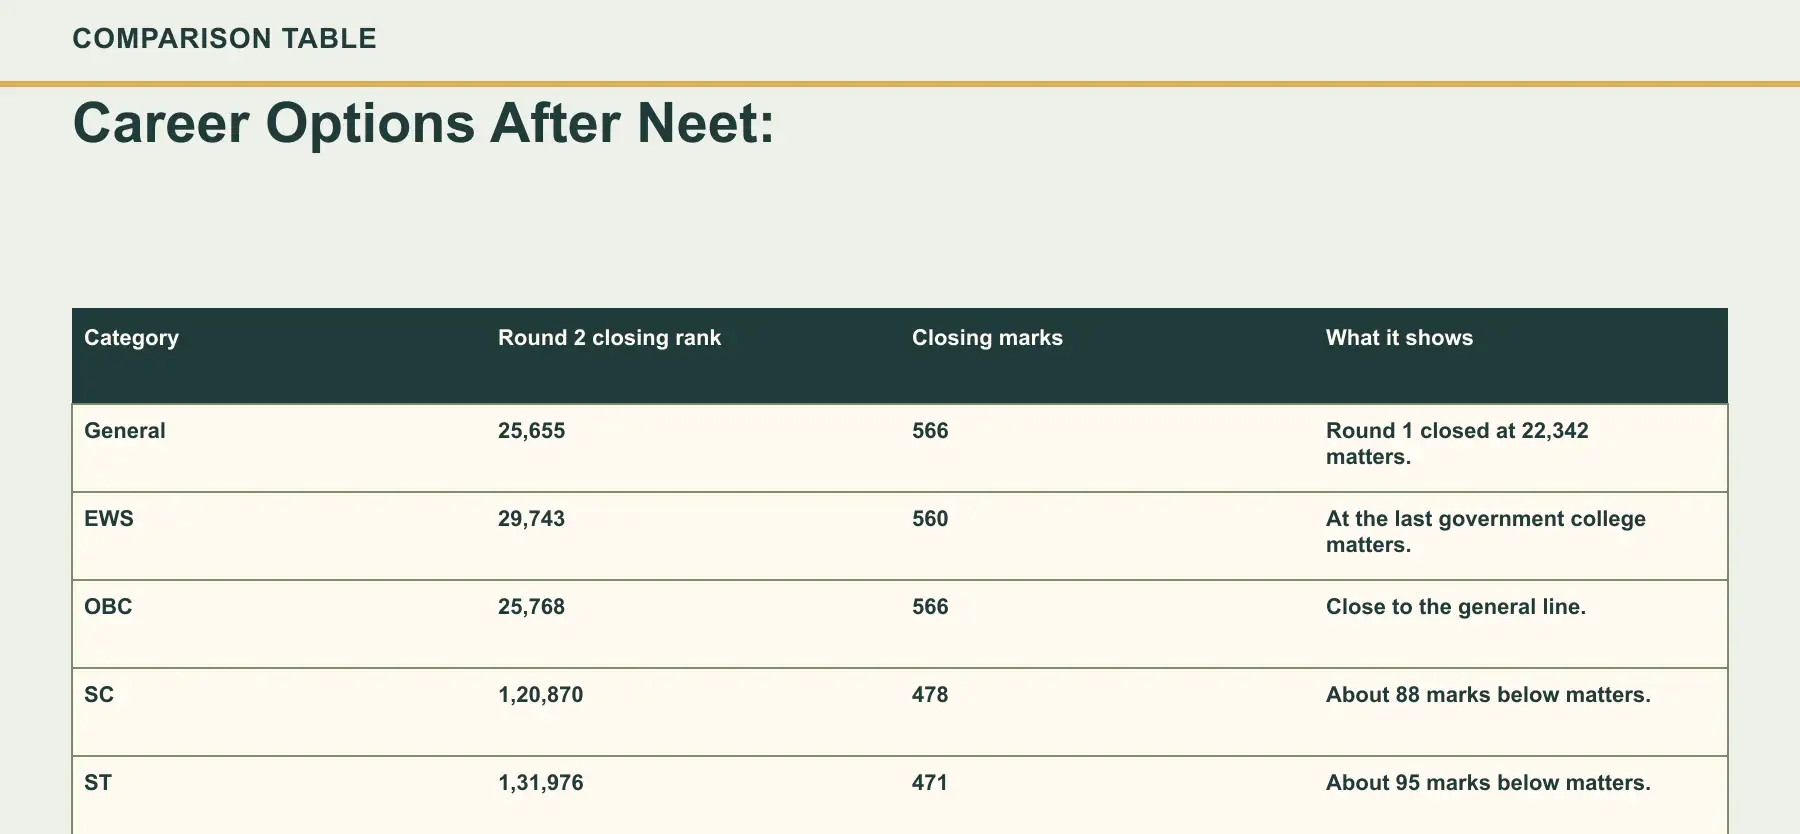 COMPARISON TABLE
Career Options After Neet:
Category Round 2 closing rank Closing marks What it shows
General 25,655 566 Round 1 closed at 22,342
matters.
EWS 29,743 560 At the last government college
matters.
OBC 25,768 566 Close to the general line.
SC 1,20,870 478 About 88 marks below matters.
ST 1,31,976 471 About 95 marks below matters.